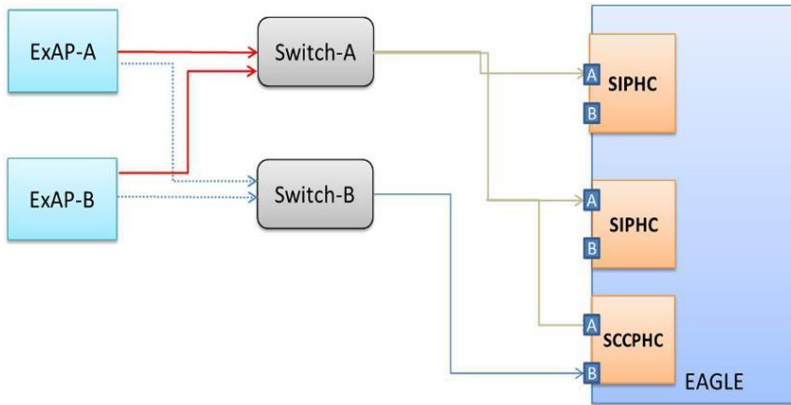 ExAP-A
Switch-A
A
SIPHC
B
ExAP-B
Switch-B
A
SIPHC
B
A
SCCPHC
B
EAGLE